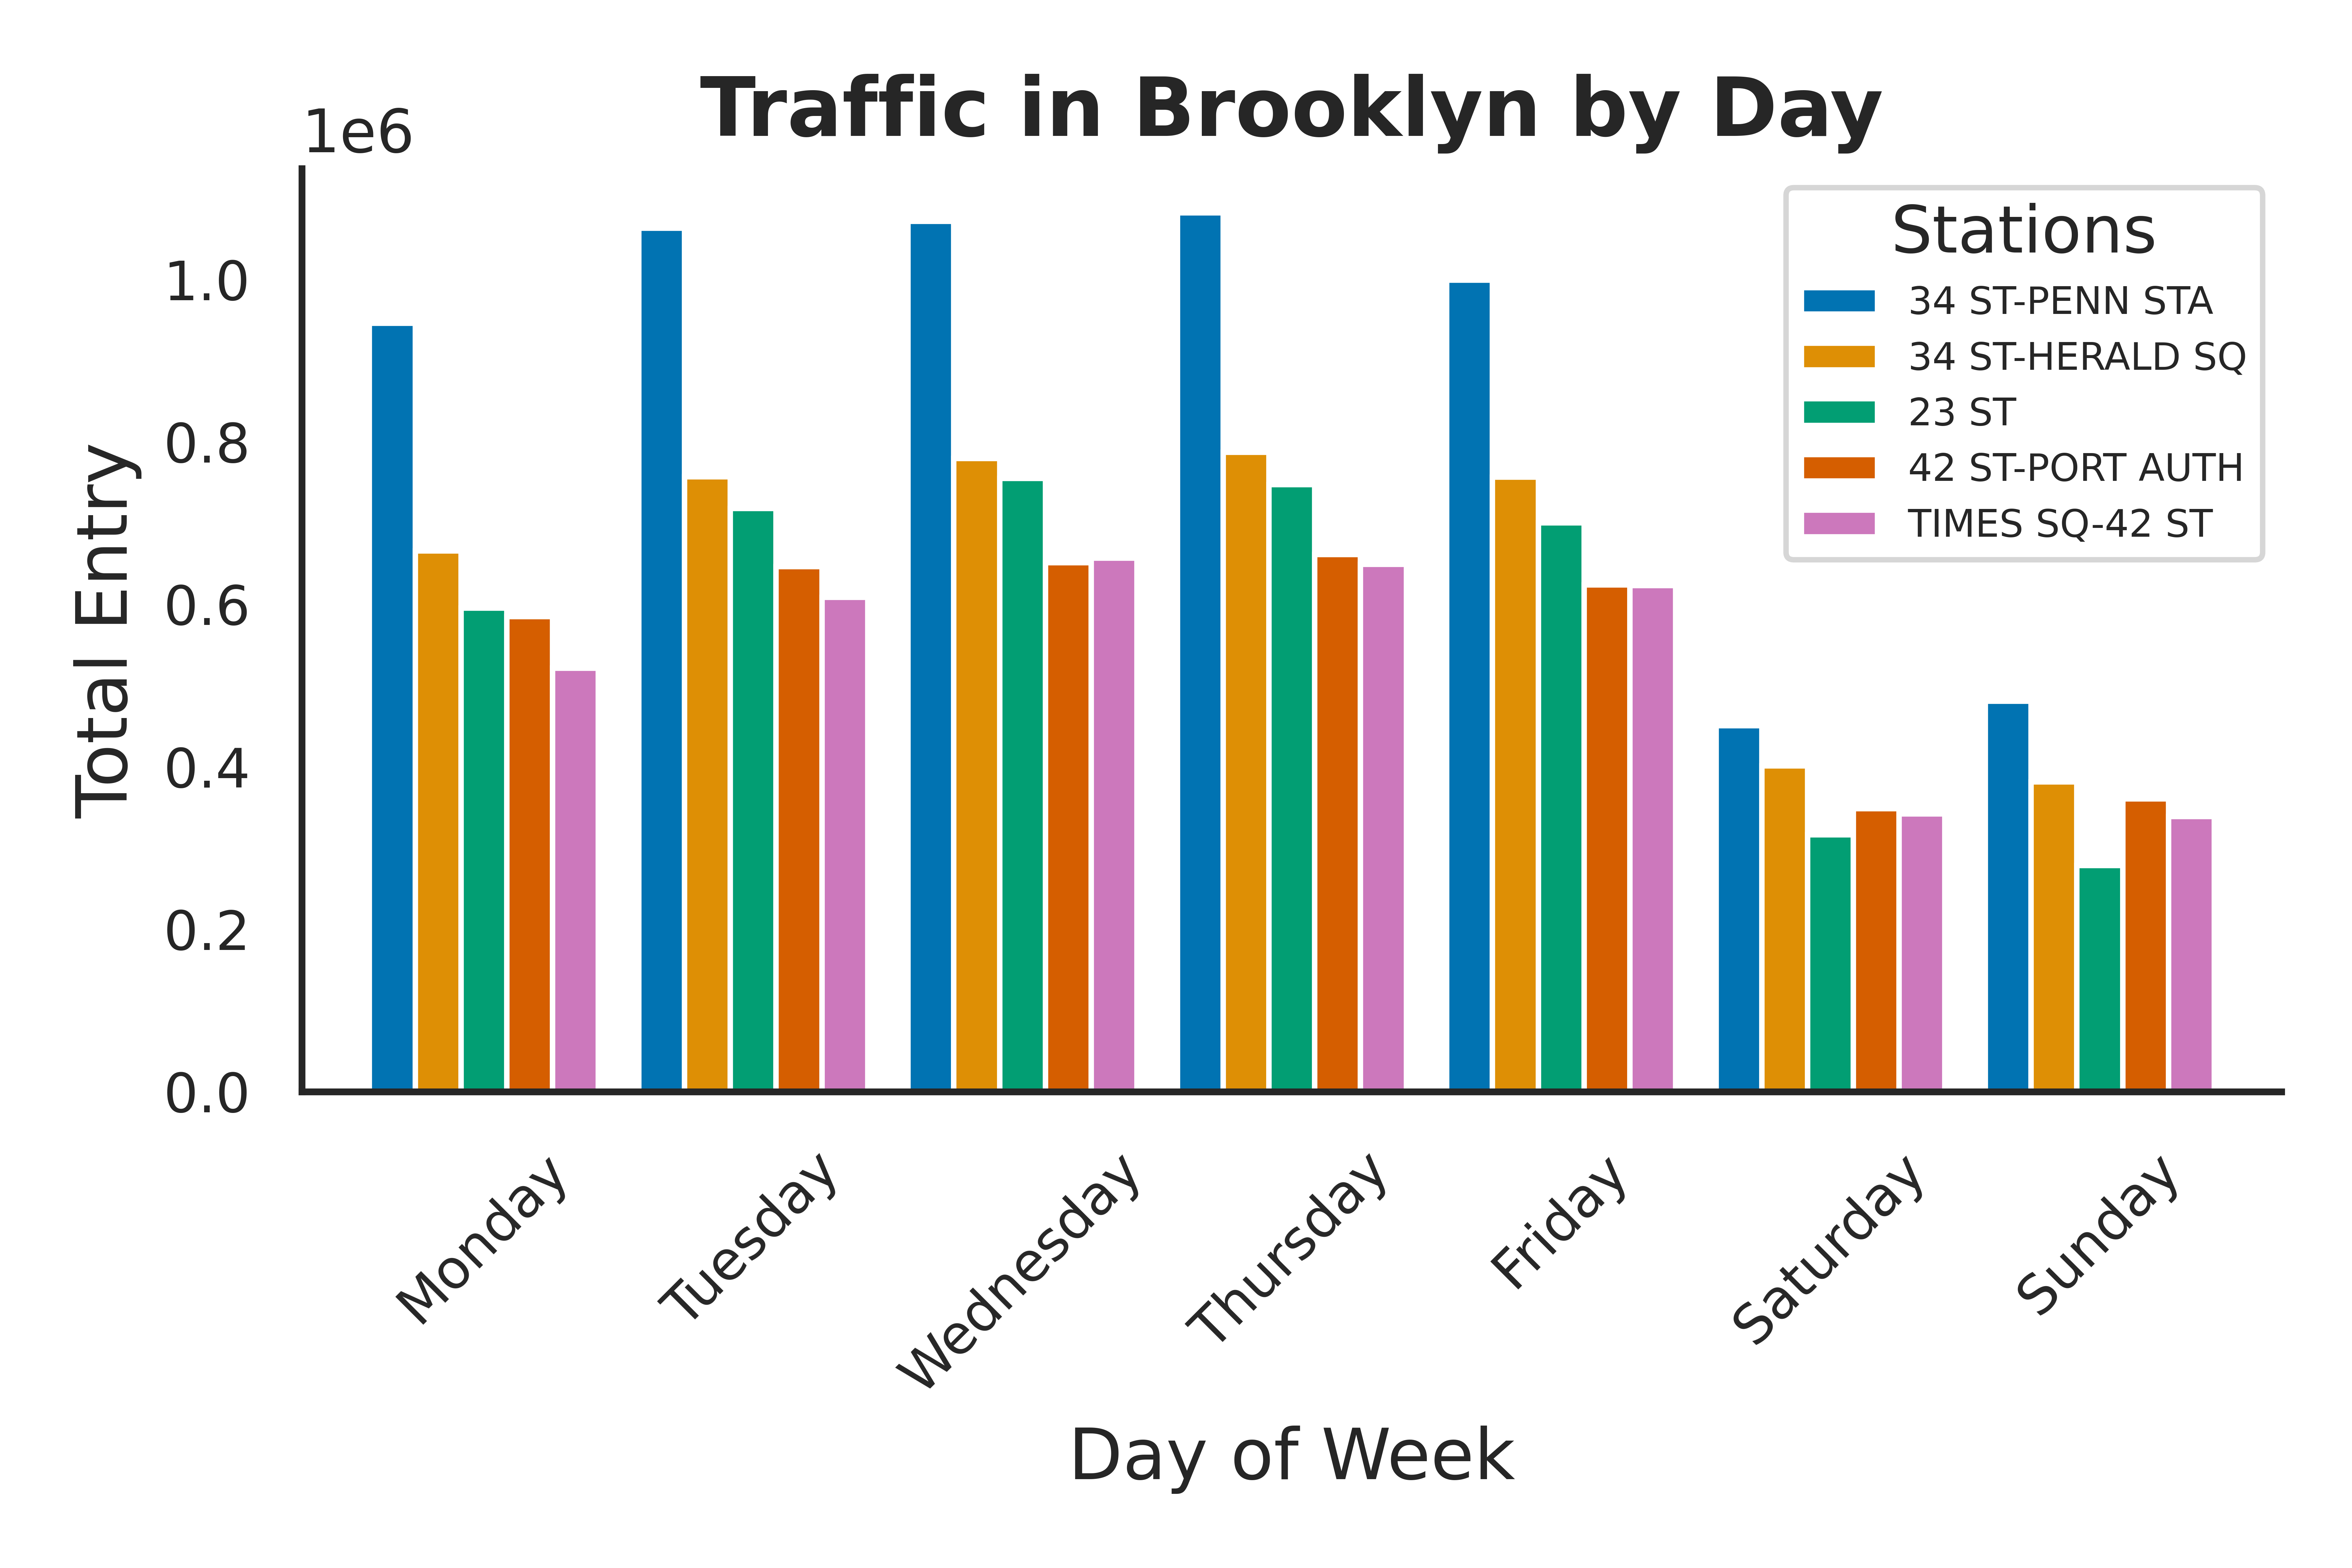 Traffic in Brooklyn by Day
1e6
Total Entry
1.0
0.8
0.6
0.4
0.2
0.0
Stations
34 ST-PENN STA
34 ST-HERALD SQ
23 ST
42 ST-PORT AUTH
TIMES SQ-42 ST
Monday
Tuesday
Wednesday
Thursday
Friday
Saturday
Sunday
Day of Week